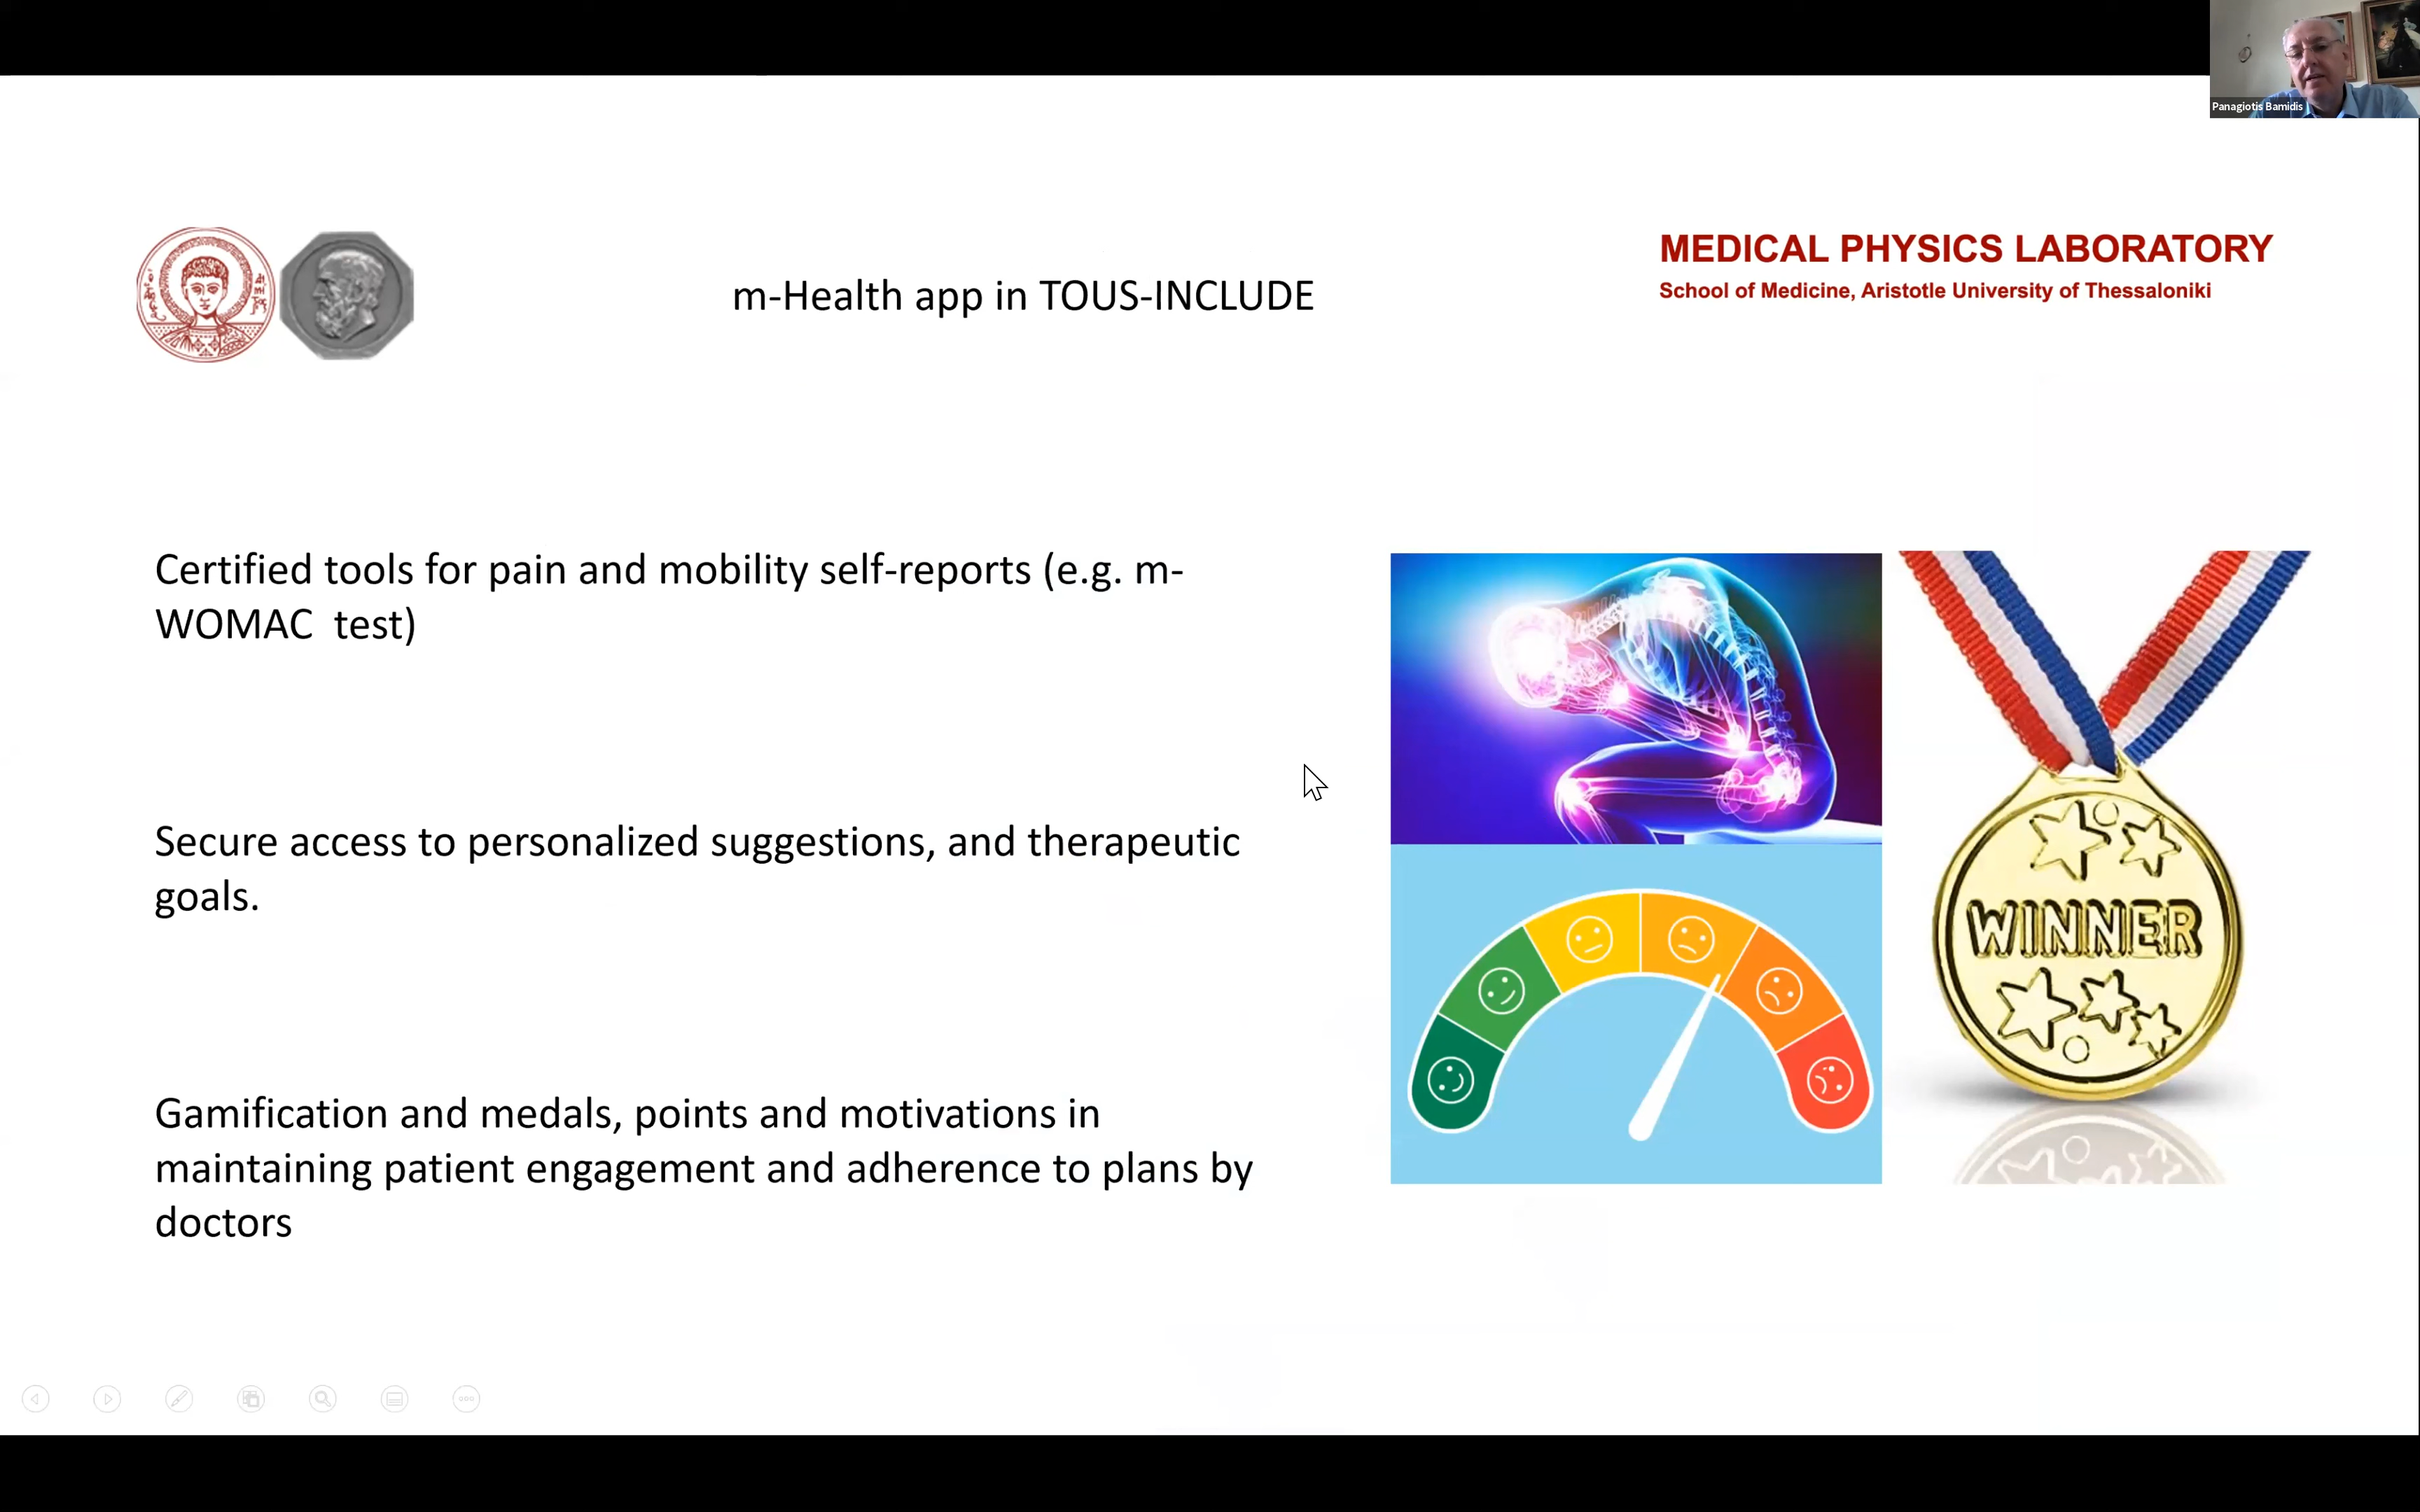 Panagiotis Bamidis
MEDICAL PHYSICS LABORATORY
School of Medicine, Aristotle University of Thessaloniki
m-Health app in TOUS-INCLUDE
Certified tools for pain and mobility self-reports (e.g. m-
WOMAC  test)
Secure access to personalized suggestions, and therapeutic
goals.
Gamification and medals, points and motivations in
maintaining patient engagement and adherence to plans by
doctors
WINNER